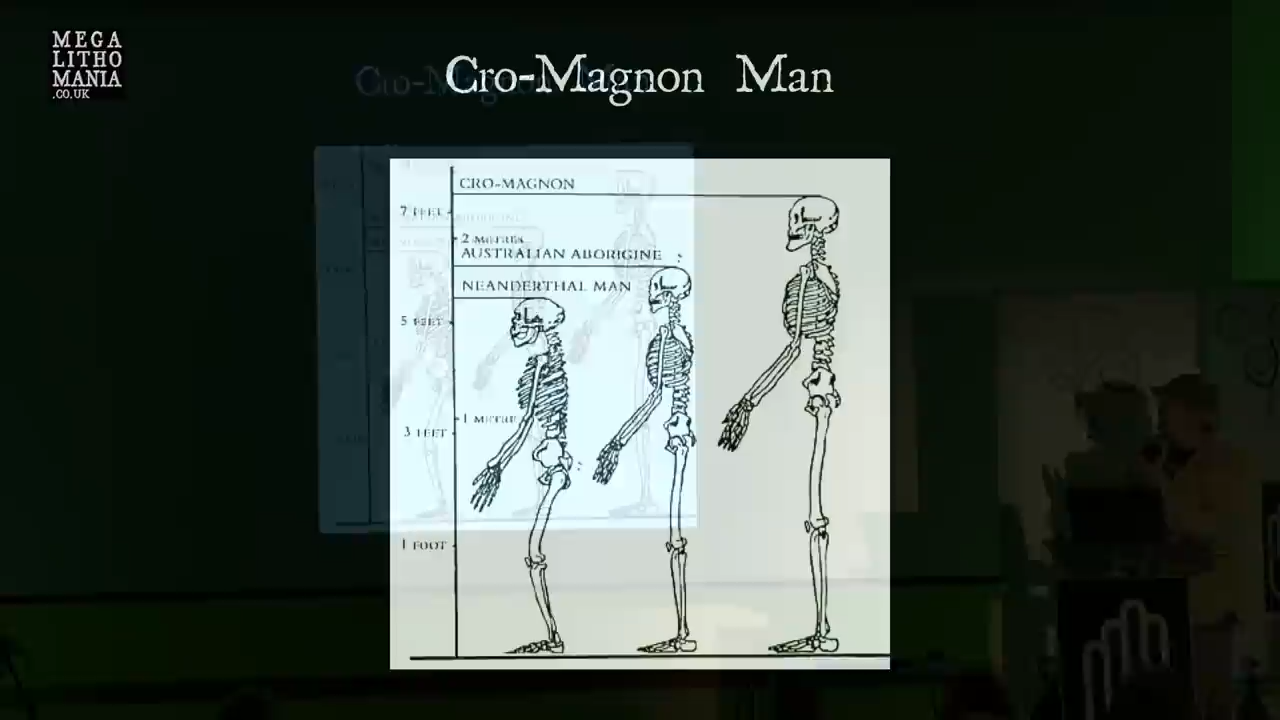 MEGA
LITHO
MANIA
.CO.UK
Cro-Magnon Man
CRO-MAGNON
7 FEET
2 METRES
AUSTRALIAN ABORIGINE
NEANDERTHAL MAN
5 FEET
1 METRE
3 FEET
1 FOOT